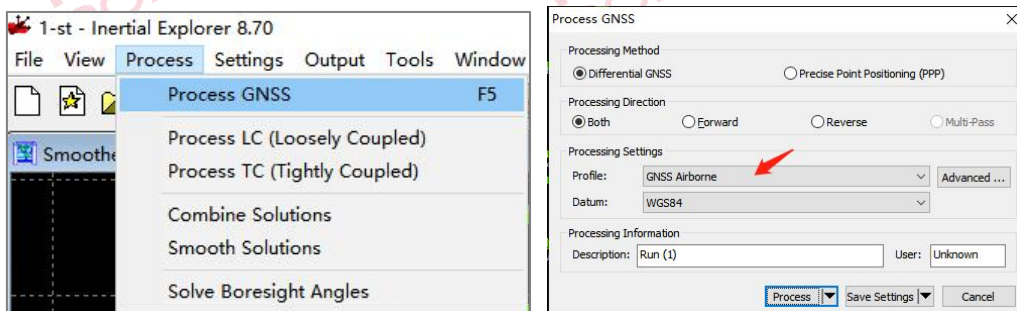 1-st - Inertial Explorer 8.70
File View Process Settings Output Tools Window
Process GNSS F5
Process LC (Loosely Coupled)
Smoothe
Process TC (Tightly Coupled)
Combine Solutions
Smooth Solutions
Solve Boresight Angles
Process GNSS
Processing Method
Differential GNSS Precise Point Positioning (PPP)
Processing Direction
Both Forward Reverse Multi-Pass
Processing Settings
Profile: GNSS Airborne Advanced ...
Datum: WGS84
Processing Information
Description: Run (1) User: Unknown
Process Save Settings Cancel